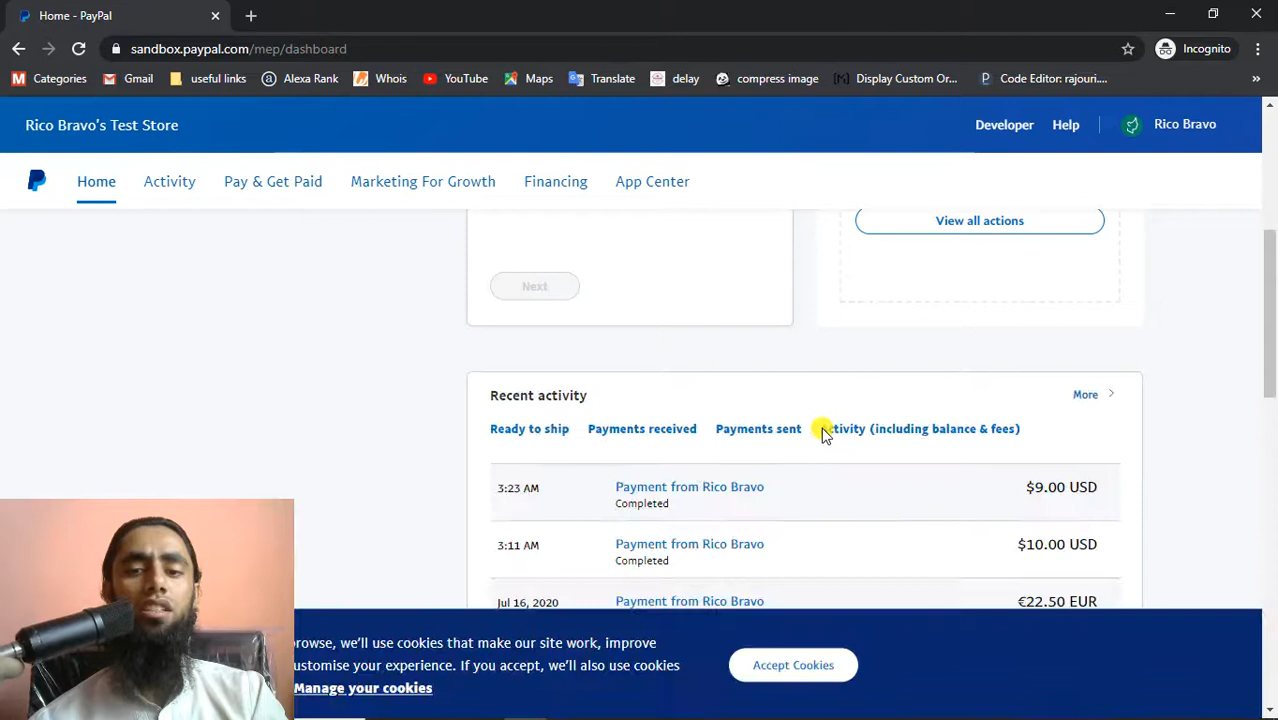 Home - PayPal
sandbox.paypal.com/mep/dashboard
Incognito
Categories
Gmail
useful links
Alexa Rank
Whois
YouTube
Maps
Translate
delay
compress image
Display Custom Or...
Code Editor: rajouri....
Rico Bravo's Test Store
Developer
Help
Rico Bravo
Home
Activity
Pay & Get Paid
Marketing For Growth
Financing
App Center
View all actions
Next
Recent activity
More
Ready to ship
Payments received
Payments sent
ctivity (including balance & fees)
3:23 AM
Payment from Rico Bravo
Completed
$9.00 USD
3:11 AM
Payment from Rico Bravo
Completed
$10.00 USD
Jul 16, 2020
Payment from Rico Bravo
€22.50 EUR
rowse, we'll use cookies that make our site work, improve
ustomise your experience. If you accept, we'll also use cookies
Manage your cookies
Accept Cookies